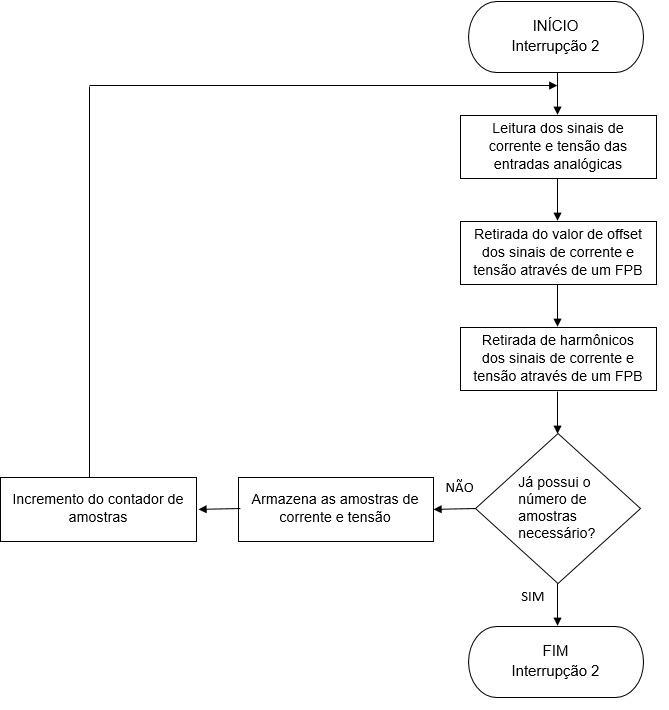 INÍCIO
Interrupção 2
Leitura dos sinais de
corrente e tensão das
entradas analógicas
Retirada do valor de offset
dos sinais de corrente e
tensão através de um FPB
Retirada de harmônicos
dos sinais de corrente e
tensão através de um FPB
Já possui o
número de
amostras
necessário?
NÃO
Armazena as amostras de
corrente e tensão
Incremento do contador de
amostras
SIM
FIM
Interrupção 2